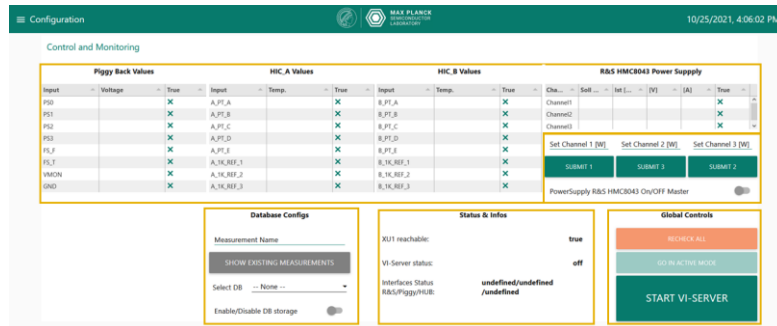 Configuration
MAX PLANCK
SEMICONDUCTOR
LABORATORY
10/25/2021, 4:06:02 PM
Control and Monitoring
Piggy Back Values
HIC_A Values
HIC_B Values
R&S HMC8043 Power Suppply
Input Voltage True Input Temp. True Input Temp. True Cha... Soll ... Ist [... [V] [A] True
PS0 A_PT_A B_PT_A Channel1
PS1 A_PT_B B_PT_B Channel2
PS2 A_PT_C B_PT_C Channel3
PS3 A_PT_D B_PT_D
FS_F A_PT_E B_PT_E
FS_T A_1K_REF_1 B_1K_REF_1
VMON A_1K_REF_2 B_1K_REF_2
GND A_1K_REF_3 B_1K_REF_3
Set Channel 1 [W] Set Channel 2 [W] Set Channel 3 [W]
SUBMIT 1 SUBMIT 3 SUBMIT 2
PowerSupply R&S HMC8043 On/OFF Master
Database Configs
Measurement Name
SHOW EXISTING MEASUREMENTS
Select DB -- None --
Enable/Disable DB storage
Status & Infos
XU1 reachable: true
VI-Server status: off
Interfaces Status undefined/undefined
R&S/Piggy/HUB: /undefined
Global Controls
RECHECK ALL
GO IN ACTIVE MODE
START VI-SERVER